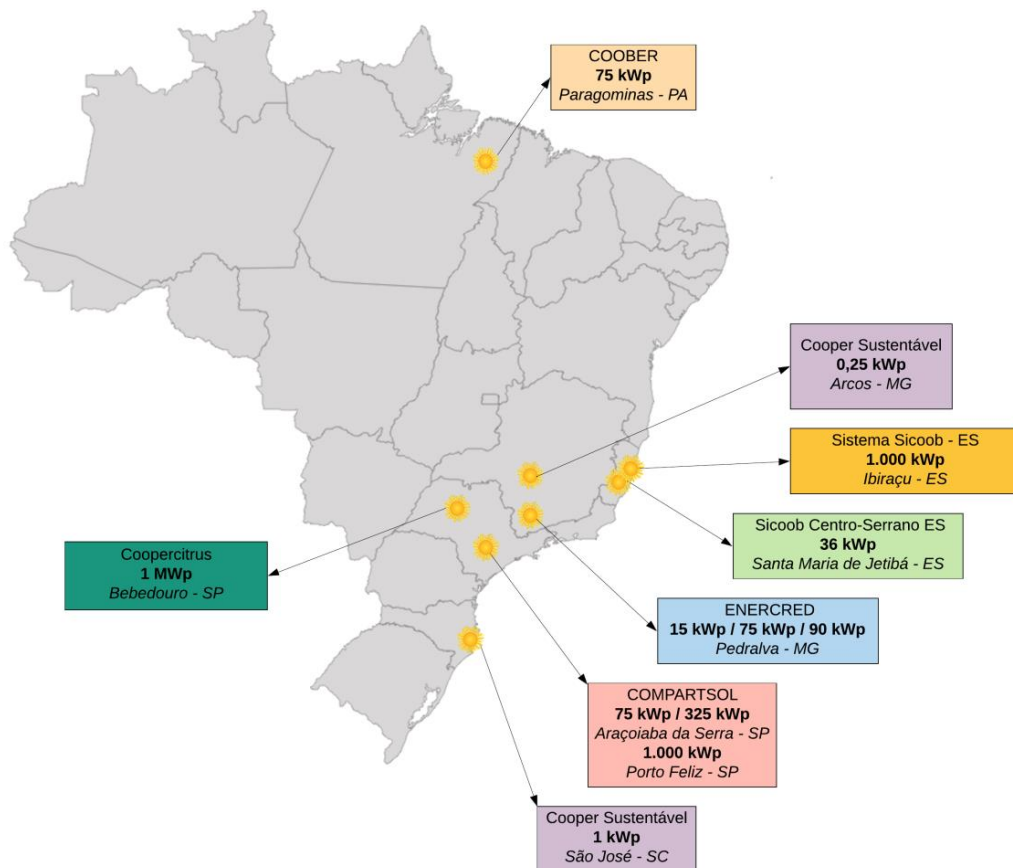 COOBER
75 kWp
Paragominas - PA
Cooper Sustentável
0,25 kWp
Arcos - MG
Sistema Sicoob - ES
1.000 kWp
Ibiraçu - ES
Sicoob Centro-Serrano ES
36 kWp
Santa Maria de Jetibá - ES
Coopercitrus
1 MWp
Bebedouro - SP
ENERCRED
15 kWp / 75 kWp / 90 kWp
Pedralva - MG
COMPARTSOL
75 kWp / 325 kWp
Araçoiaba da Serra - SP
1.000 kWp
Porto Feliz - SP
Cooper Sustentável
1 kWp
São José - SC